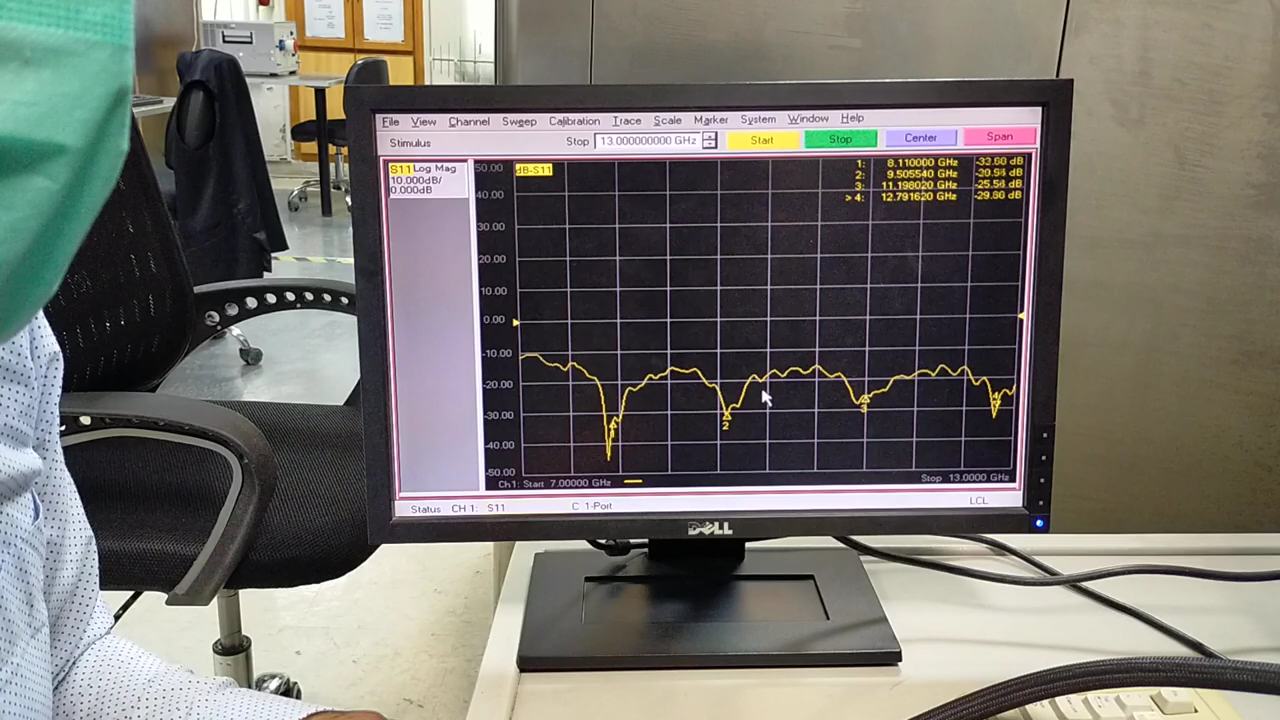 File View Channel Sweep Calibration Trace Scale Marker System Window Help
Stimulus Stop 13.000000000 GHz Start Stop Center Span
S11 Log Mag
10.000dB/
0.000dB
dB-S11
1: 8.110000 GHz -32.60 dB
2: 9.505540 GHz -30.94 dB
3: 11.198020 GHz -25.54 dB
> 4: 12.791620 GHz -29.80 dB
50.00
40.00
30.00
20.00
10.00
0.00
-10.00
-20.00
-30.00
-40.00
-50.00
1
2
3
4
Ch1: Start 7.00000 GHz
Stop 13.0000 GHz
Status CH 1: S11 C 1-Port LCL
DELL